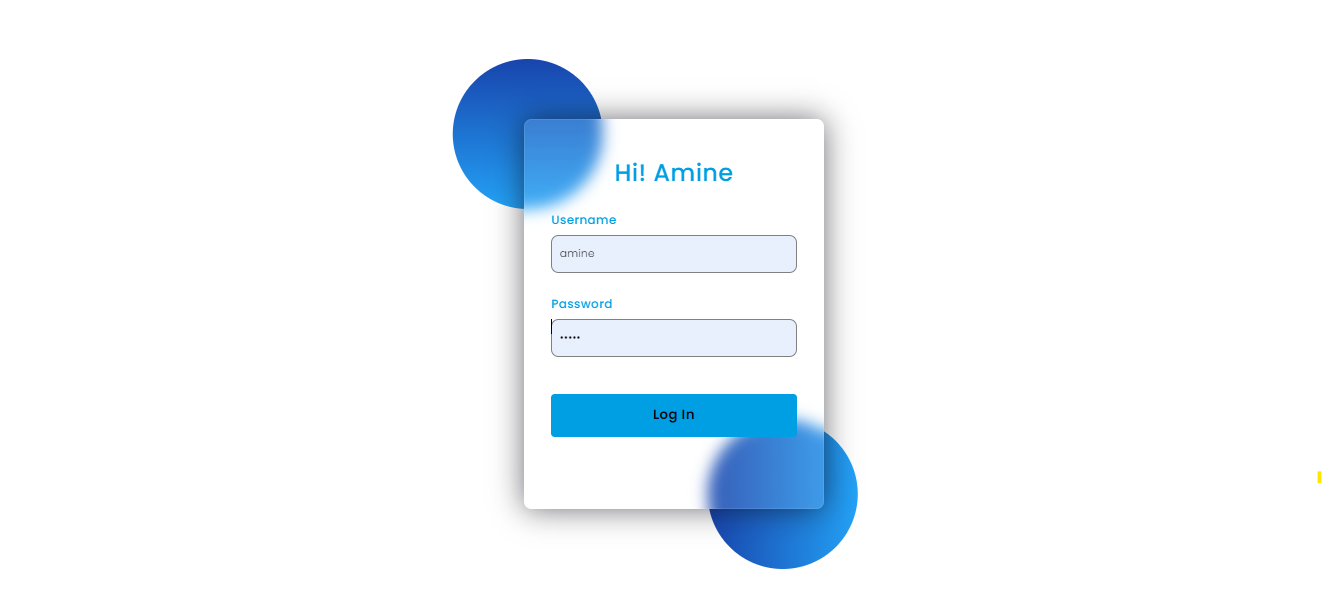 Hi! Amine
Username
amine
Password
•••••
Log In